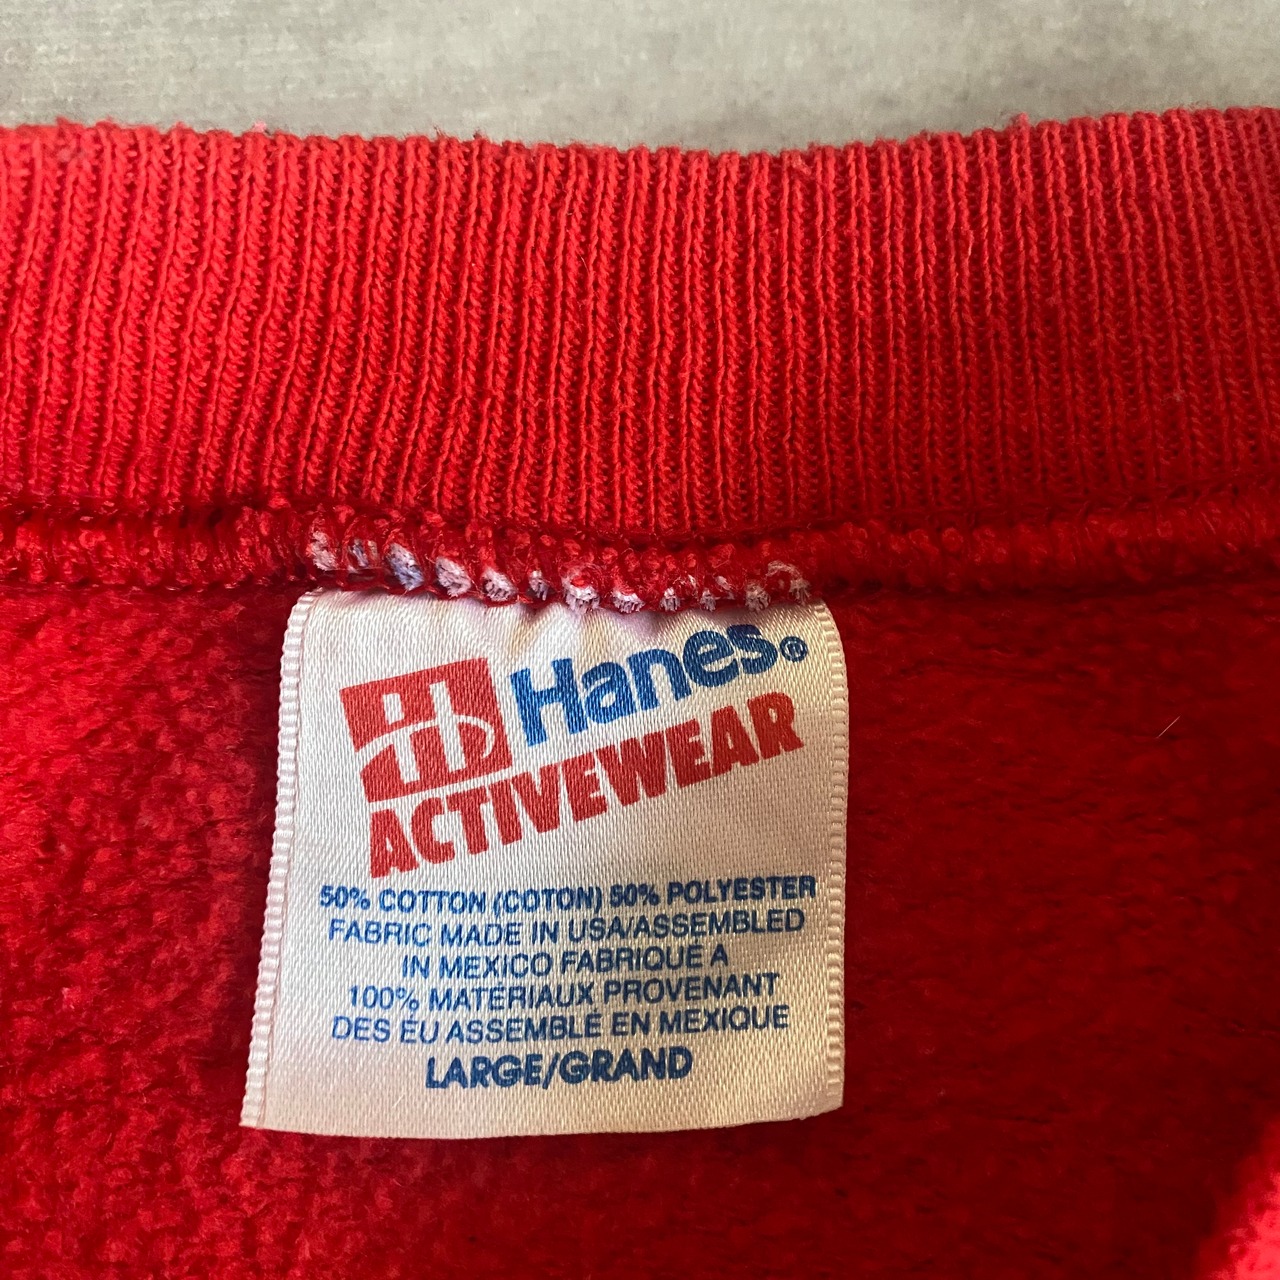 Hanes®
ACTIVEWEAR
50% COTTON (COTON) 50% POLYESTER
FABRIC MADE IN USA/ASSEMBLED
IN MEXICO FABRIQUÉ À
100% MATÉRIAUX PROVENANT
DES EU ASSEMBLÉ EN MEXIQUE
LARGE/GRAND